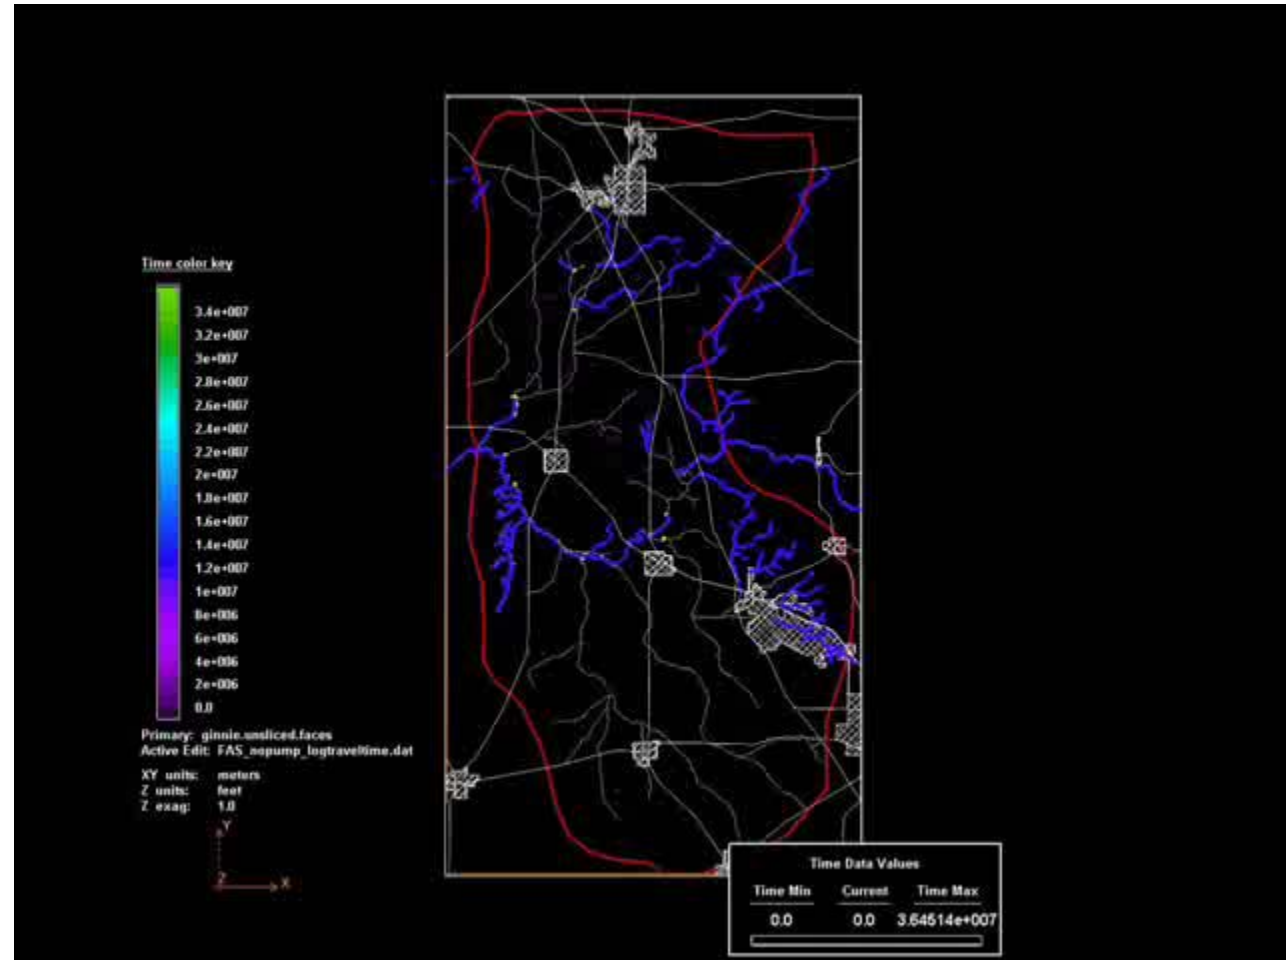 Time color key
3.4e+007
3.2e+007
3e+007
2.8e+007
2.6e+007
2.4e+007
2.2e+007
2e+007
1.8e+007
1.6e+007
1.4e+007
1.2e+007
1e+007
8e+006
6e+006
4e+006
2e+006
0.0
Primary: ginnie.unsliced.faces
Active Edit: FAS_nopump_logtraveltime.dat
XY units: meters
Z units: feet
Z exag: 1.0
Y
Z X
Time Data Values
Time Min Current Time Max
0.0 0.0 3.64514e+007